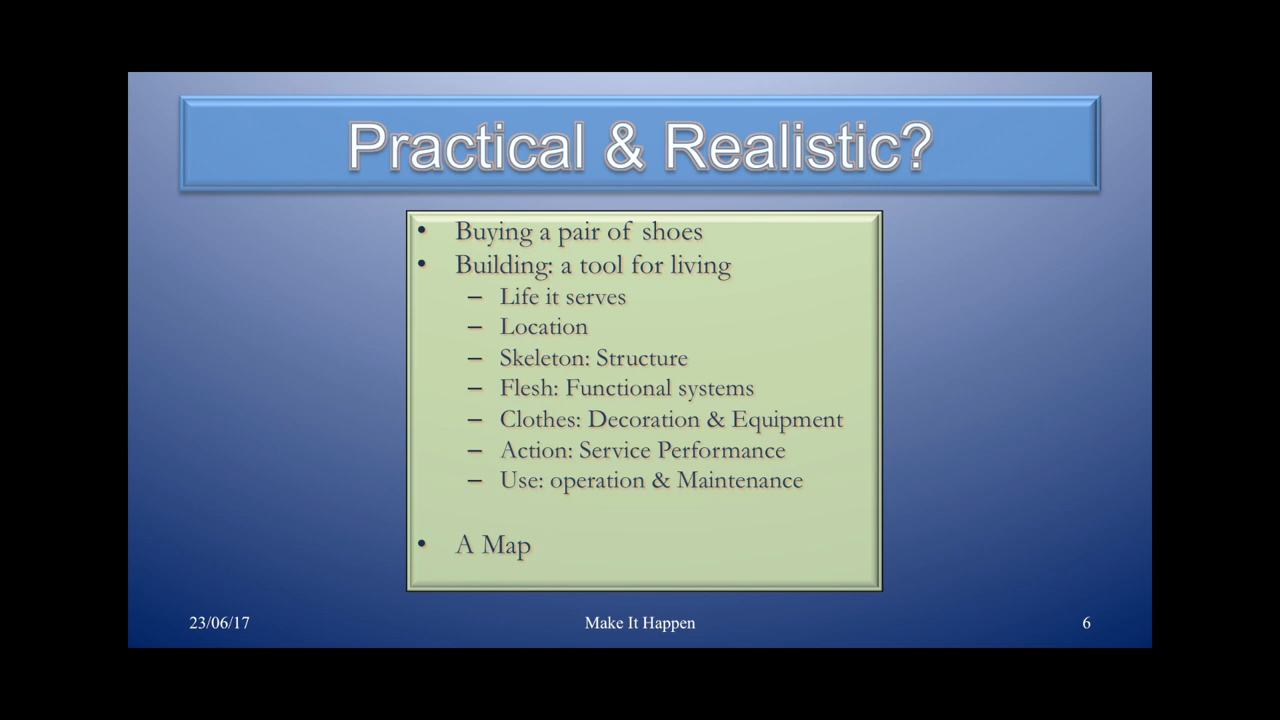 Practical & Realistic?
• Buying a pair of shoes
• Building: a tool for living
– Life it serves
– Location
– Skeleton: Structure
– Flesh: Functional systems
– Clothes: Decoration & Equipment
– Action: Service Performance
– Use: operation & Maintenance
• A Map
23/06/17 Make It Happen 6